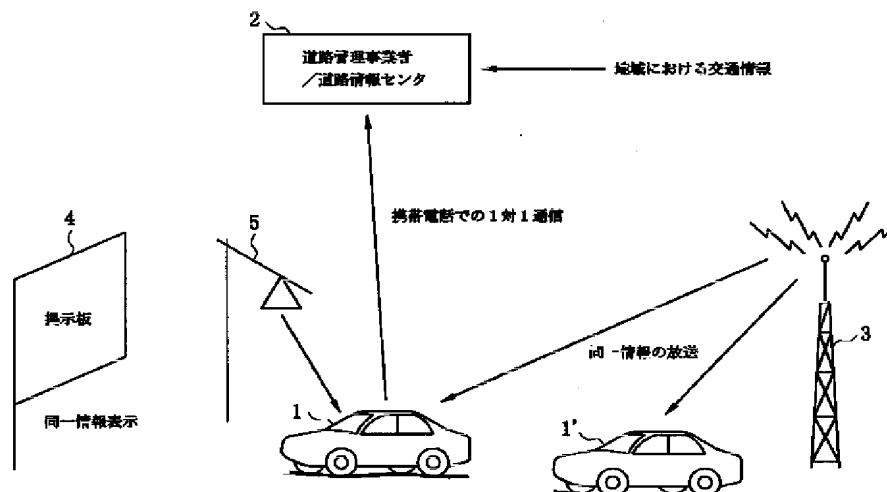 2
道路管理事業者
／道路情報センタ
地域における交通情報
携帯電話での1対1通信
4
5
掲示板
3
同一情報の放送
1
同一情報表示
1'